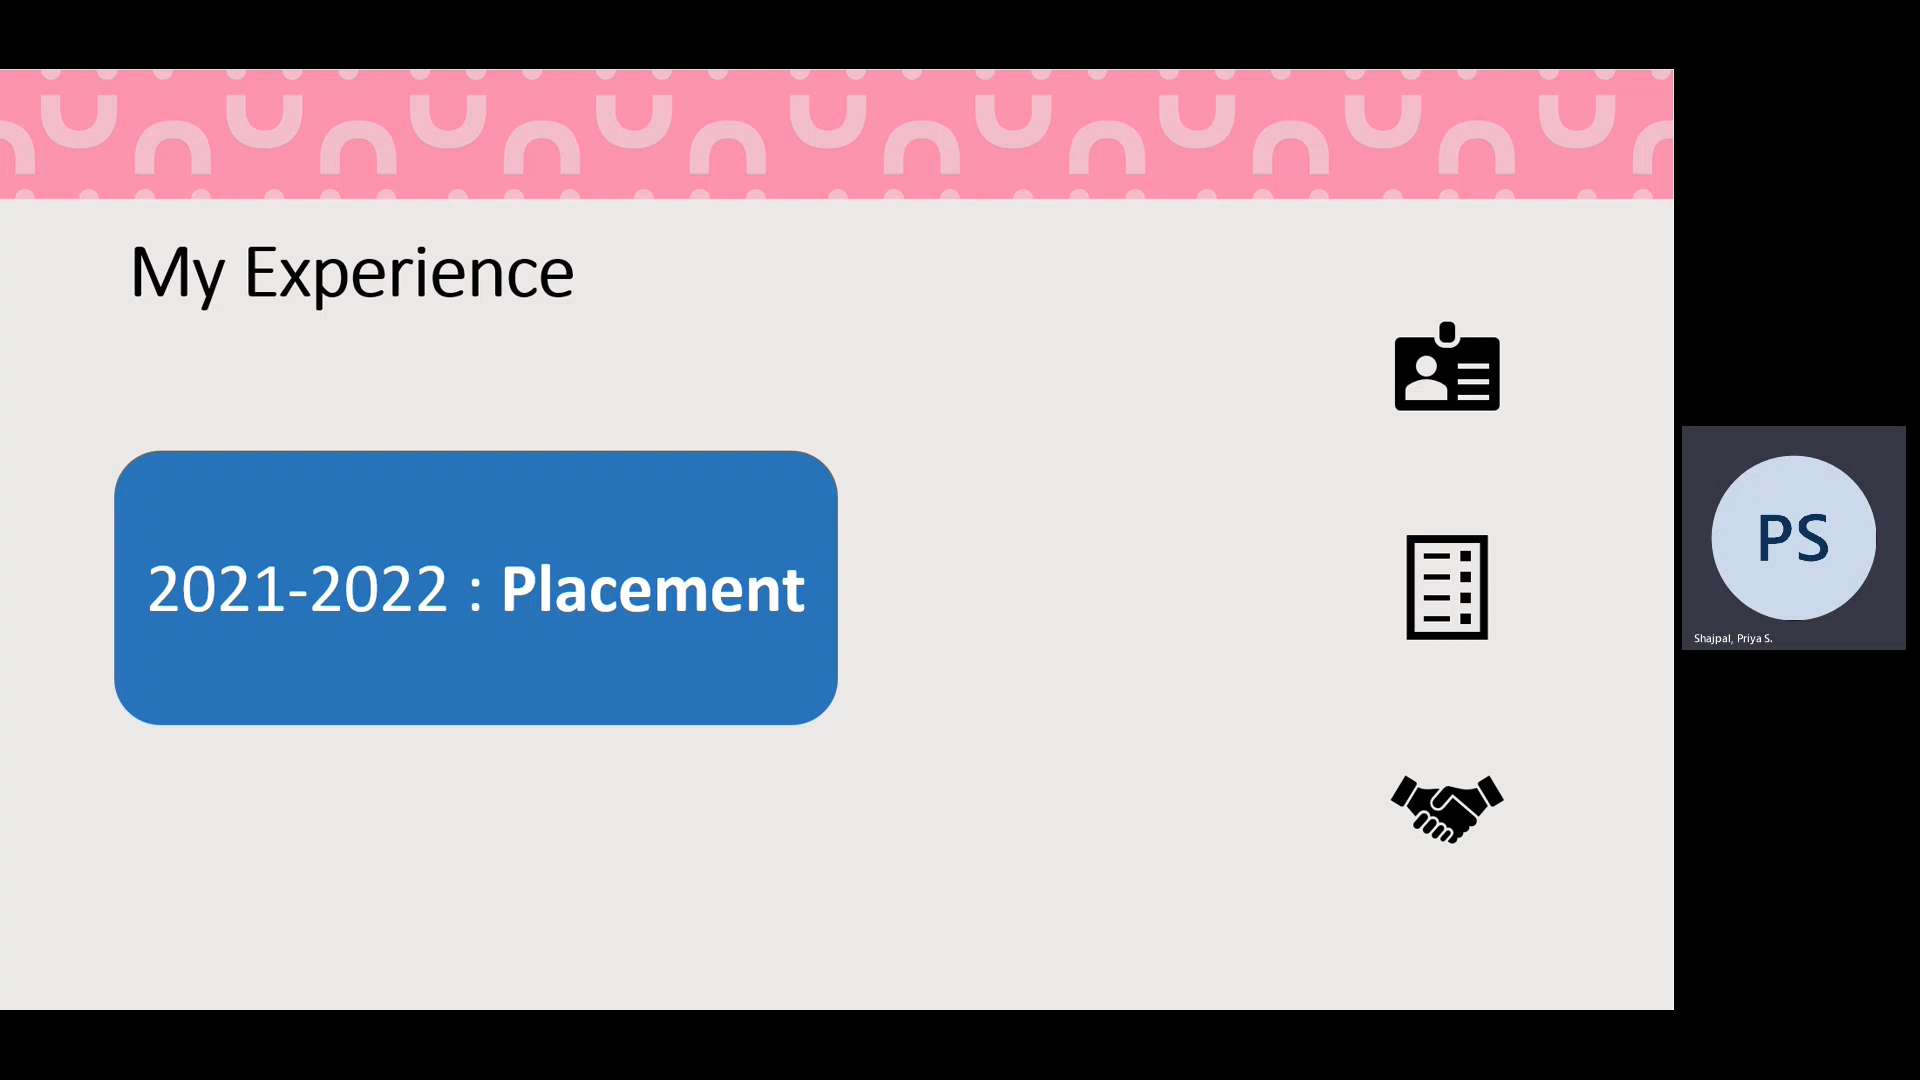 My Experience
2021-2022 : Placement
PS
Shajpal, Priya S.